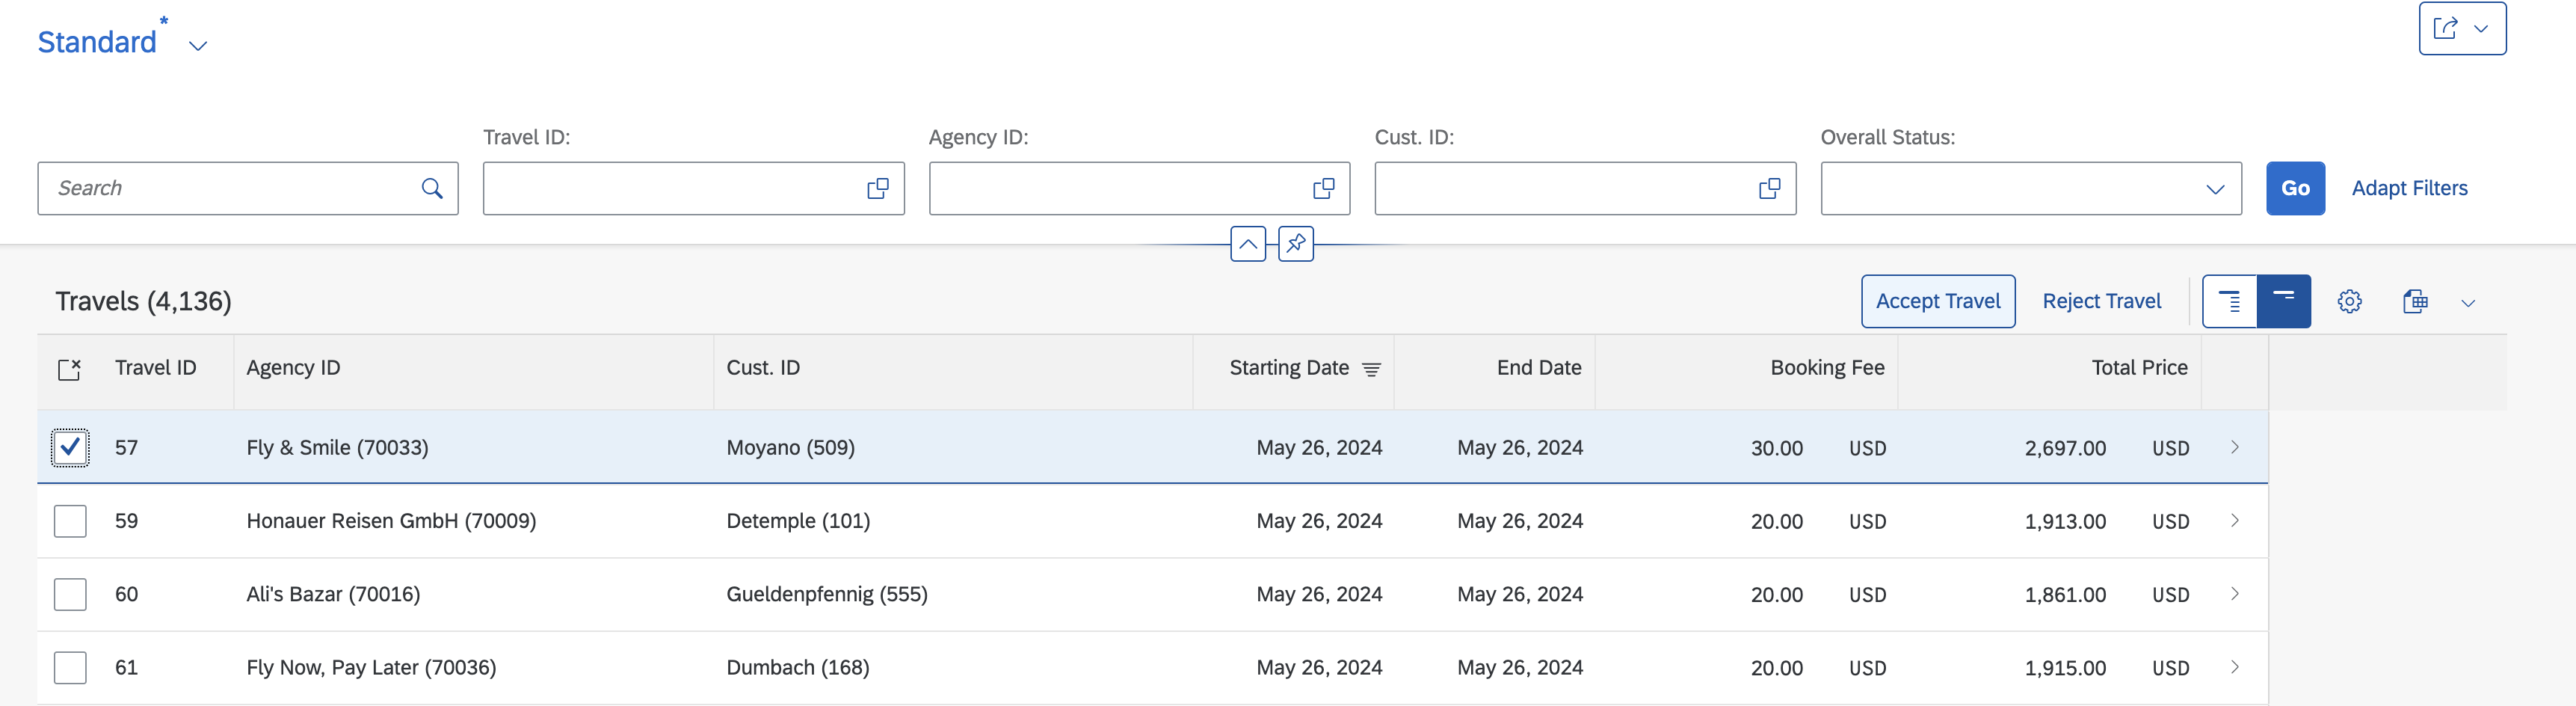 Standard *
Travel ID: Agency ID: Cust. ID: Overall Status:
Search Go Adapt Filters
Travels (4,136) Accept Travel Reject Travel
Travel ID Agency ID Cust. ID Starting Date End Date Booking Fee Total Price
57 Fly & Smile (70033) Moyano (509) May 26, 2024 May 26, 2024 30.00 USD 2,697.00 USD
59 Honauer Reisen GmbH (70009) Detemple (101) May 26, 2024 May 26, 2024 20.00 USD 1,913.00 USD
60 Ali's Bazar (70016) Gueldenpfennig (555) May 26, 2024 May 26, 2024 20.00 USD 1,861.00 USD
61 Fly Now, Pay Later (70036) Dumbach (168) May 26, 2024 May 26, 2024 20.00 USD 1,915.00 USD